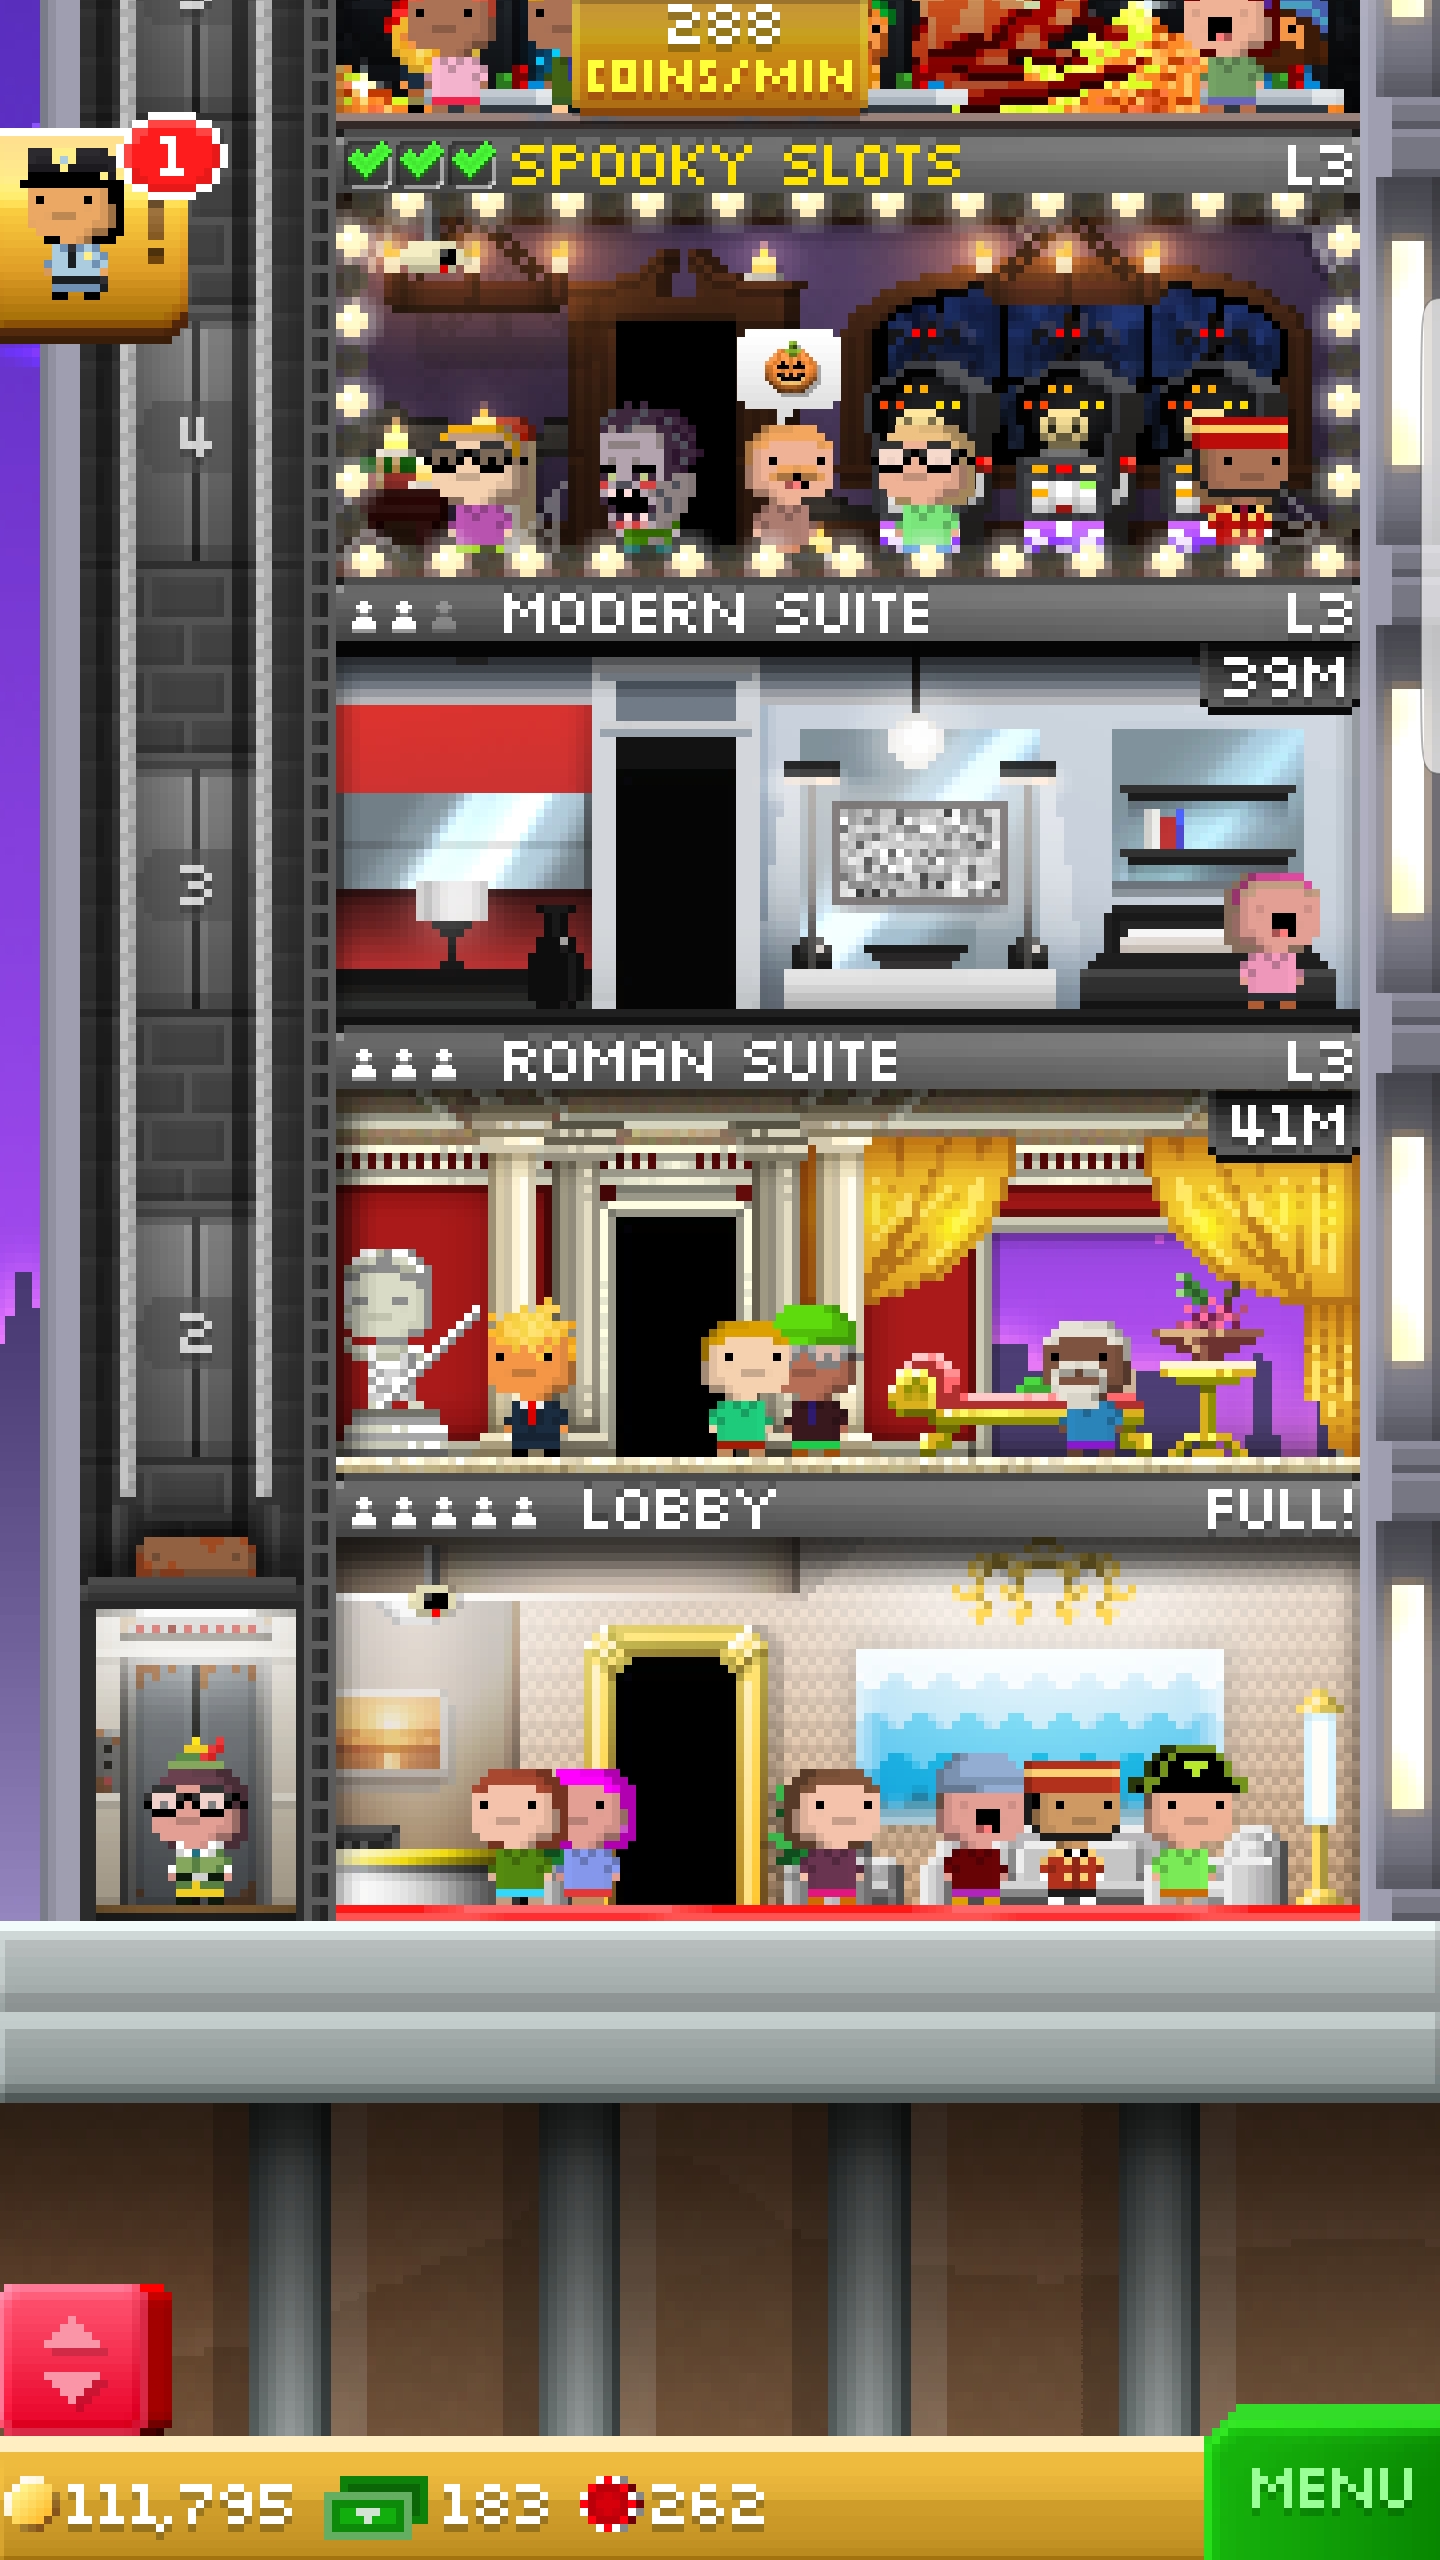 288
COINS/MIN
1
!
SPOOKY SLOTS L3
4
MODERN SUITE L3
39M
3
ROMAN SUITE L3
41M
2
LOBBY FULL!
111,795 183 262
MENU